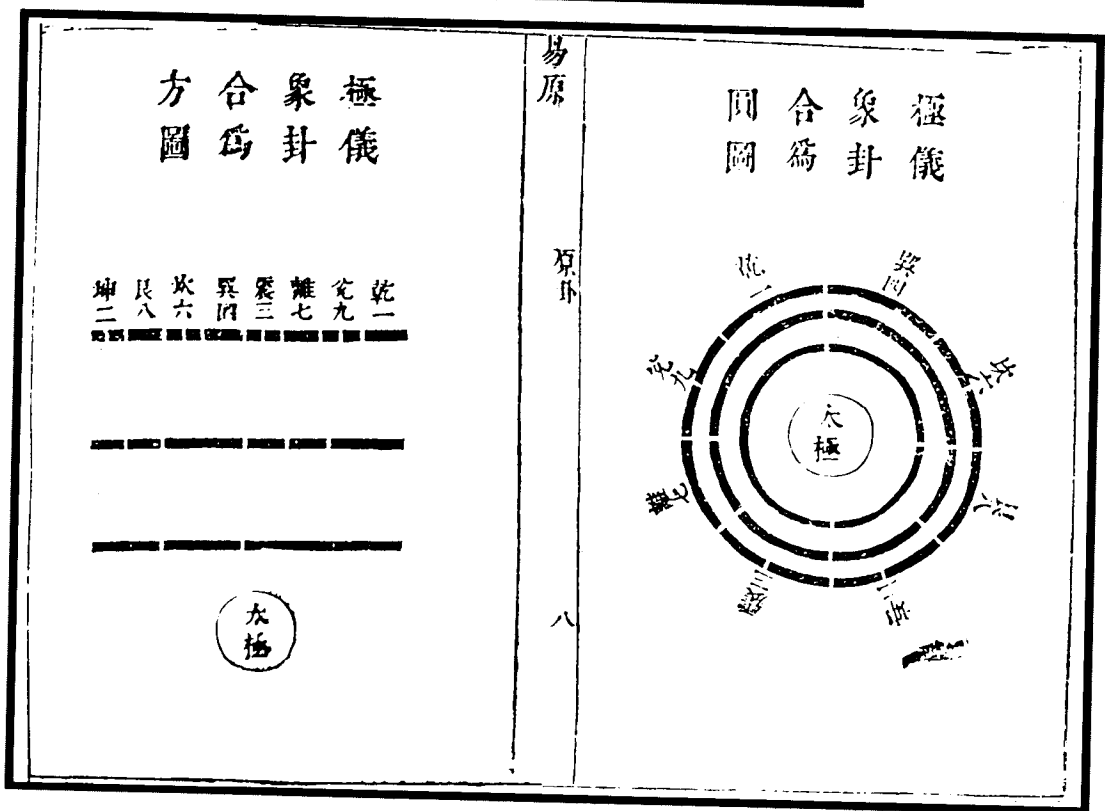 極儀
象卦
合爲
圓圖
巽四
坎六
艮八
坤二
震三
離七
兌九
乾一
太極
易原
原卦
八
極儀
象卦
合爲
方圖
乾一
兌九
離七
震三
巽四
坎六
艮八
坤二
太極